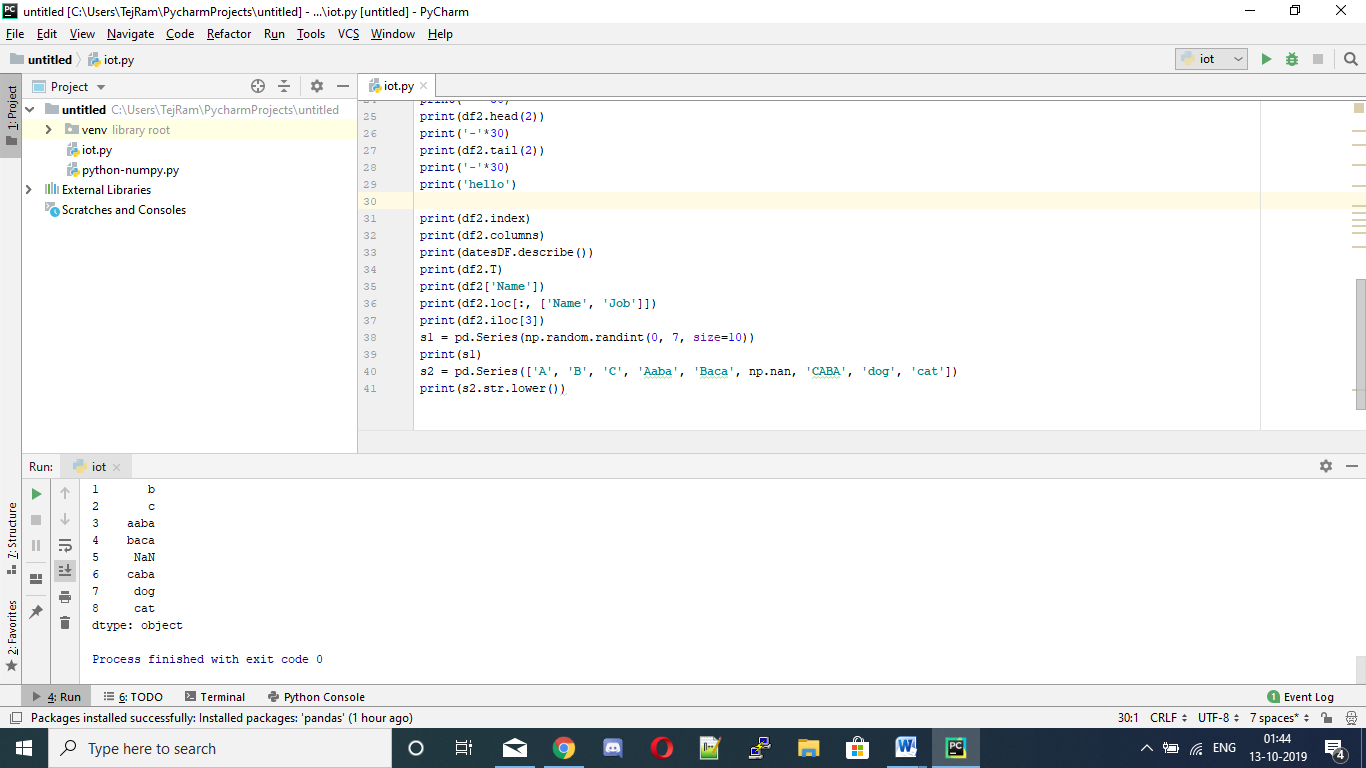 untitled [C:\Users\TejRam\PycharmProjects\untitled] - ...\iot.py [untitled] - PyCharm
File Edit View Navigate Code Refactor Run Tools VCS Window Help
untitled iot.py iot
Project iot.py
1: Project
untitled C:\Users\TejRam\PycharmProjects\untitled
venv library root
iot.py
python-numpy.py
External Libraries
Scratches and Consoles
25 print(df2.head(2))
26 print('-'*30)
27 print(df2.tail(2))
28 print('-'*30)
29 print('hello')
30
31 print(df2.index)
32 print(df2.columns)
33 print(datesDF.describe())
34 print(df2.T)
35 print(df2['Name'])
36 print(df2.loc[:, ['Name', 'Job']])
37 print(df2.iloc[3])
38 s1 = pd.Series(np.random.randint(0, 7, size=10))
39 print(s1)
40 s2 = pd.Series(['A', 'B', 'C', 'Aaba', 'Baca', np.nan, 'CABA', 'dog', 'cat'])
41 print(s2.str.lower())
Run: iot
1 b
2 c
3 aaba
4 baca
5 NaN
6 caba
7 dog
8 cat
dtype: object
Process finished with exit code 0
7: Structure
2: Favorites
4: Run 6: TODO Terminal Python Console 1 Event Log
Packages installed successfully: Installed packages: 'pandas' (1 hour ago) 30:1 CRLF UTF-8 7 spaces*
Type here to search ENG 01:44
13-10-2019 4